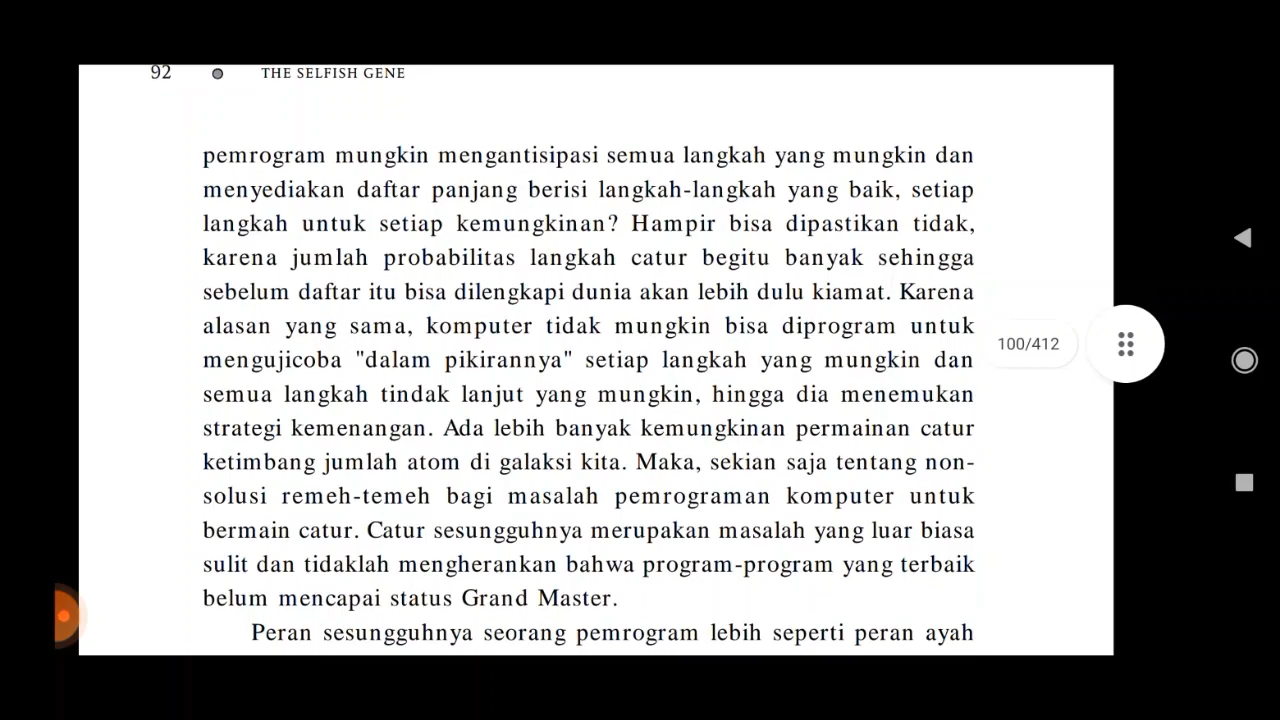 92 THE SELFISH GENE
pemrogram mungkin mengantisipasi semua langkah yang mungkin dan
menyediakan daftar panjang berisi langkah-langkah yang baik, setiap
langkah untuk setiap kemungkinan? Hampir bisa dipastikan tidak,
karena jumlah probabilitas langkah catur begitu banyak sehingga
sebelum daftar itu bisa dilengkapi dunia akan lebih dulu kiamat. Karena
alasan yang sama, komputer tidak mungkin bisa diprogram untuk
mengujicoba "dalam pikirannya" setiap langkah yang mungkin dan
semua langkah tindak lanjut yang mungkin, hingga dia menemukan
strategi kemenangan. Ada lebih banyak kemungkinan permainan catur
ketimbang jumlah atom di galaksi kita. Maka, sekian saja tentang non-
solusi remeh-temeh bagi masalah pemrograman komputer untuk
bermain catur. Catur sesungguhnya merupakan masalah yang luar biasa
sulit dan tidaklah mengherankan bahwa program-program yang terbaik
belum mencapai status Grand Master.
Peran sesungguhnya seorang pemrogram lebih seperti peran ayah
100/412